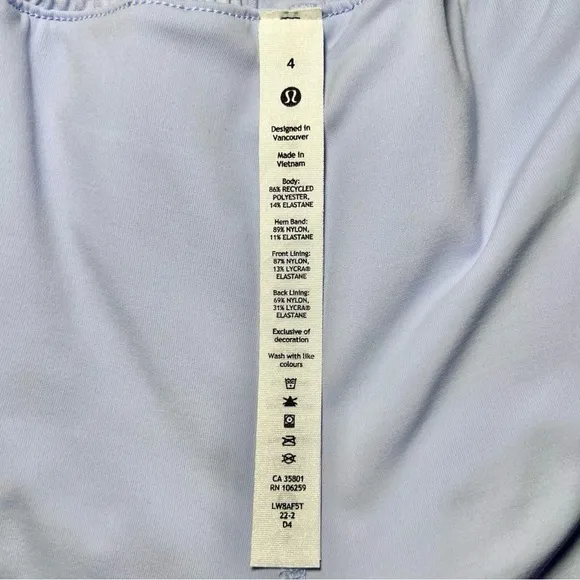 4
Designed in
Vancouver
Made in
Vietnam
Body:
86% RECYCLED
POLYESTER,
14% ELASTANE
Hem Band:
89% NYLON,
11% ELASTANE
Front Lining:
87% NYLON,
13% LYCRA®
ELASTANE
Back Lining:
69% NYLON,
31% LYCRA®
ELASTANE
Exclusive of
decoration
Wash with like
colours
CA 35801
RN 106259
LW8AF5T
22-2
D4